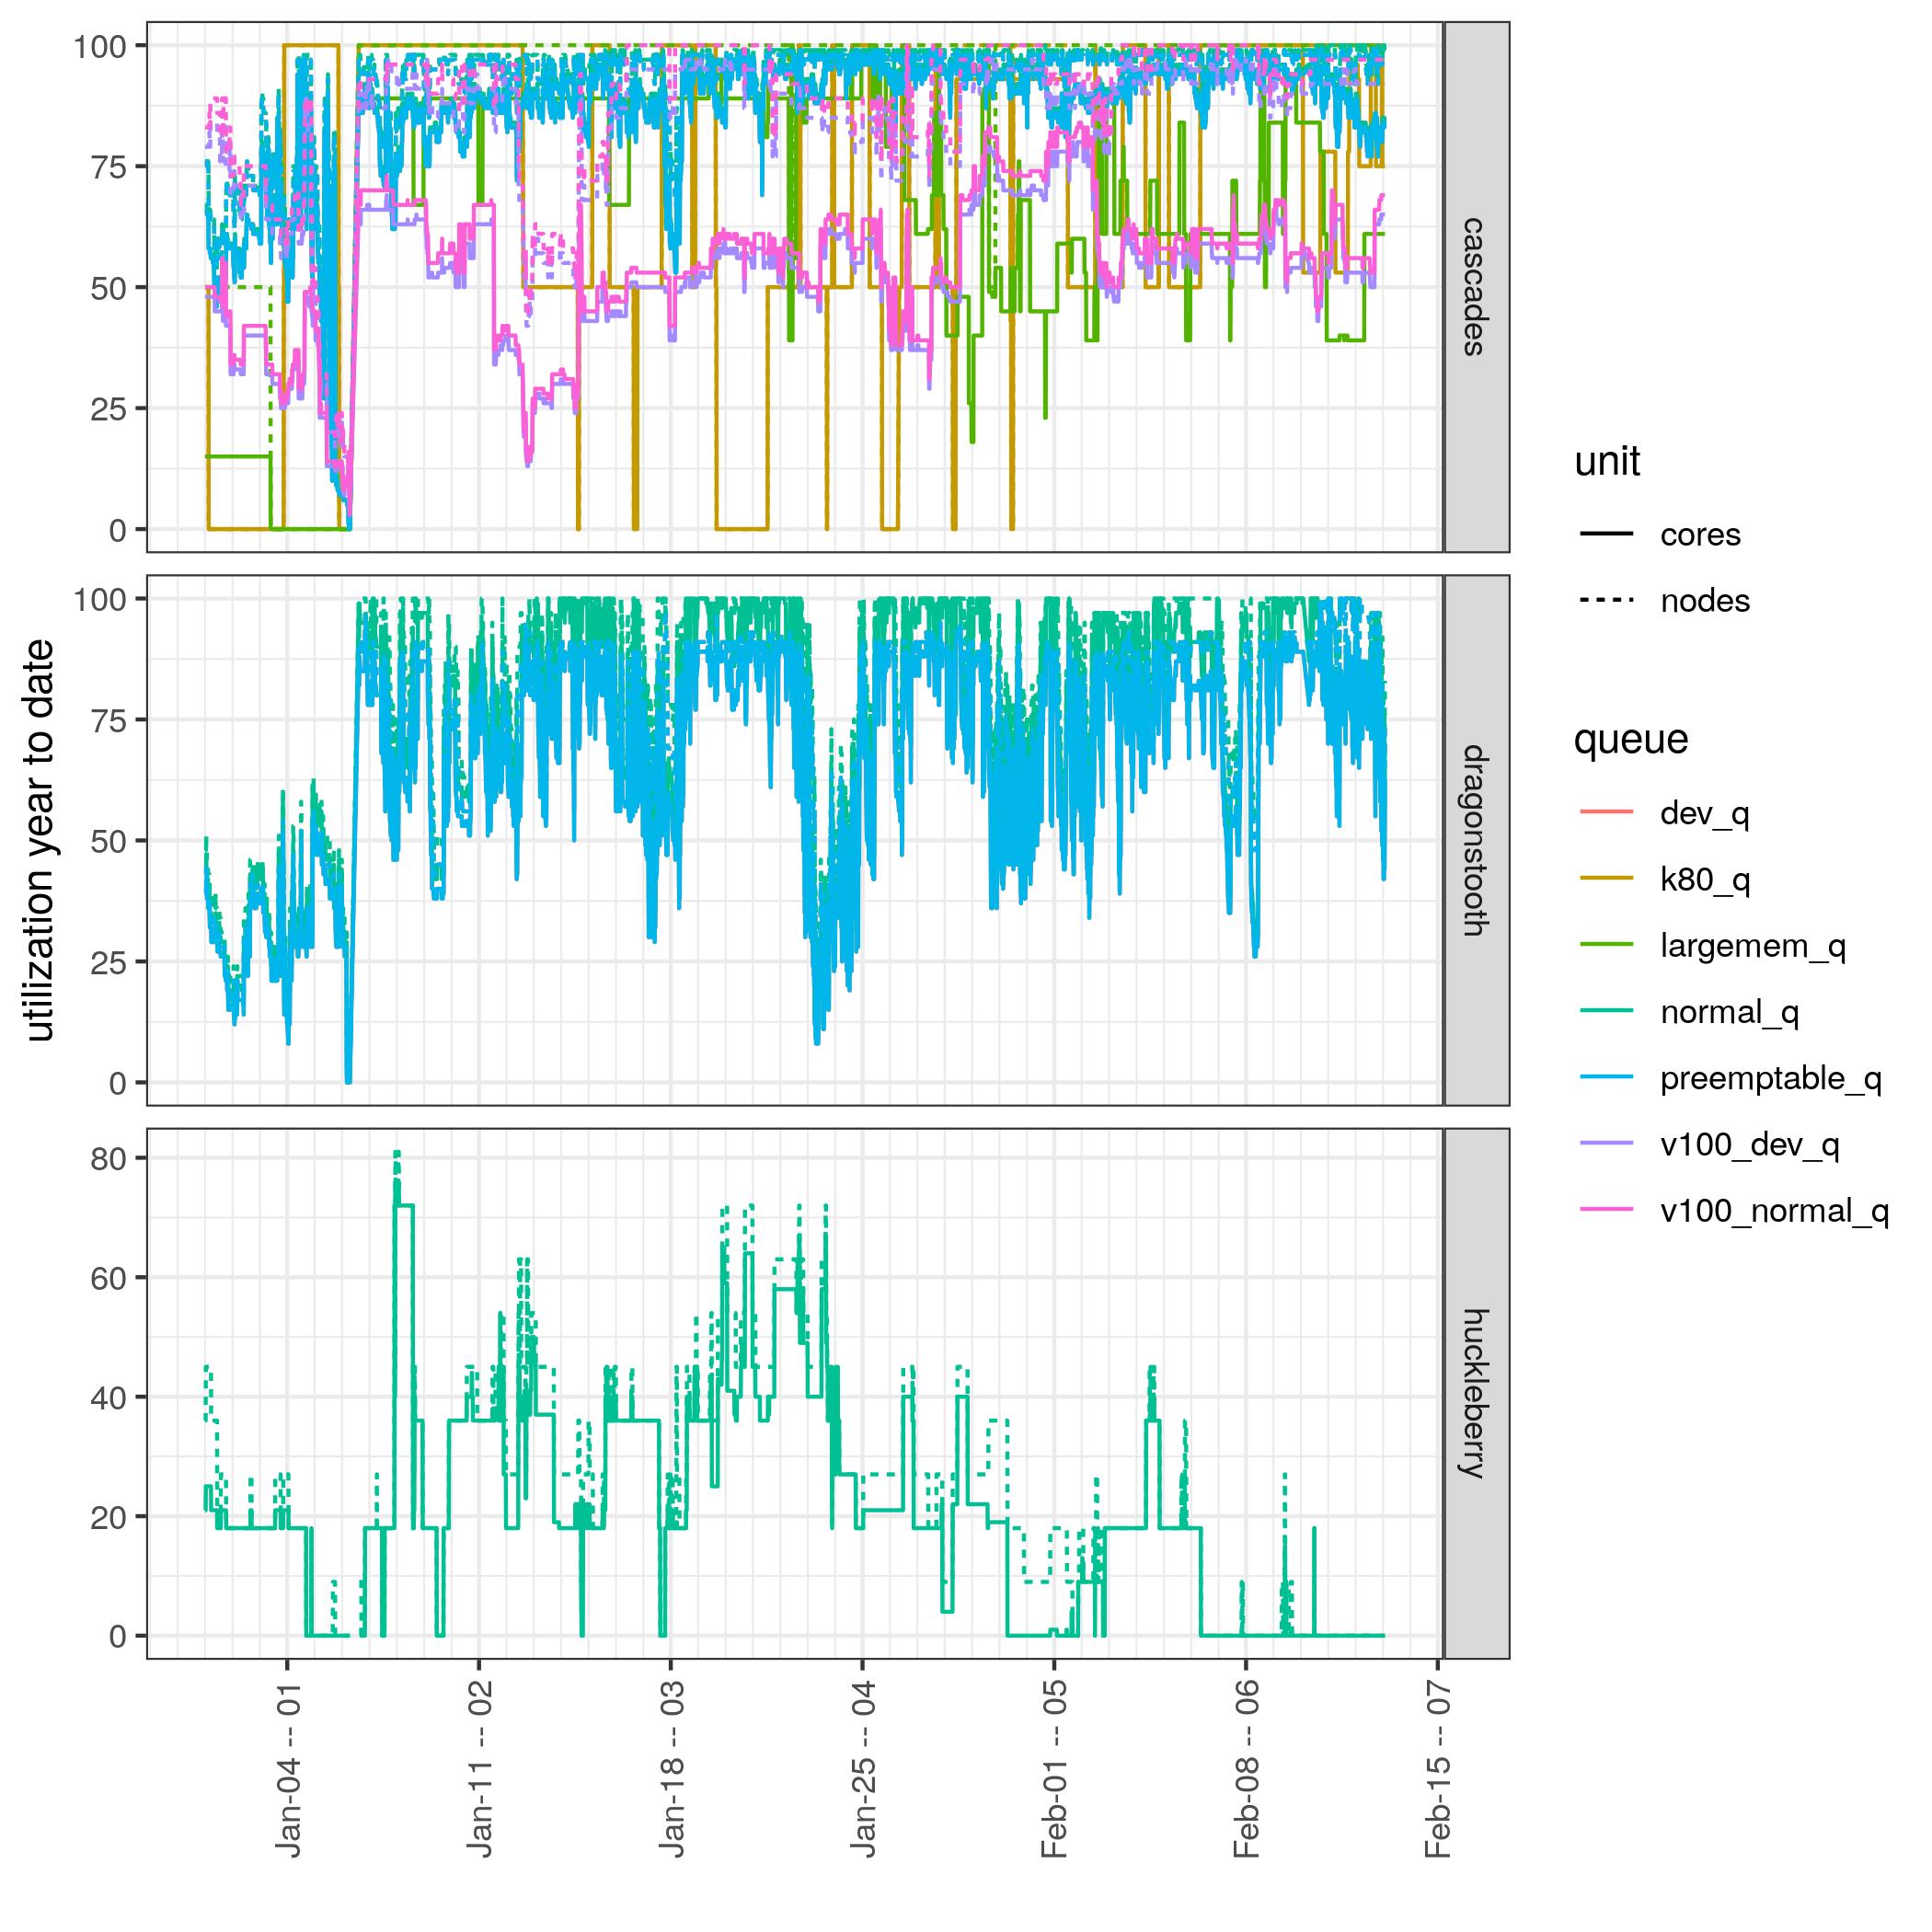 utilization year to date
100
75
50
25
0
cascades
100
75
50
25
0
dragonstooth
80
60
40
20
0
huckleberry
Jan-04 -- 01
Jan-11 -- 02
Jan-18 -- 03
Jan-25 -- 04
Feb-01 -- 05
Feb-08 -- 06
Feb-15 -- 07
unit
cores
nodes
queue
dev_q
k80_q
largemem_q
normal_q
preemptable_q
v100_dev_q
v100_normal_q